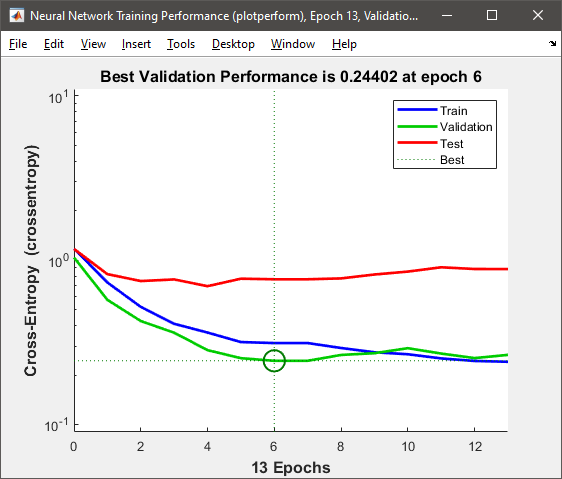 Neural Network Training Performance (plotperform), Epoch 13, Validatio...
File Edit View Insert Tools Desktop Window Help
Best Validation Performance is 0.24402 at epoch 6
10^1
10^0
10^-1
Cross-Entropy (crossentropy)
Train
Validation
Test
Best
0 2 4 6 8 10 12
13 Epochs